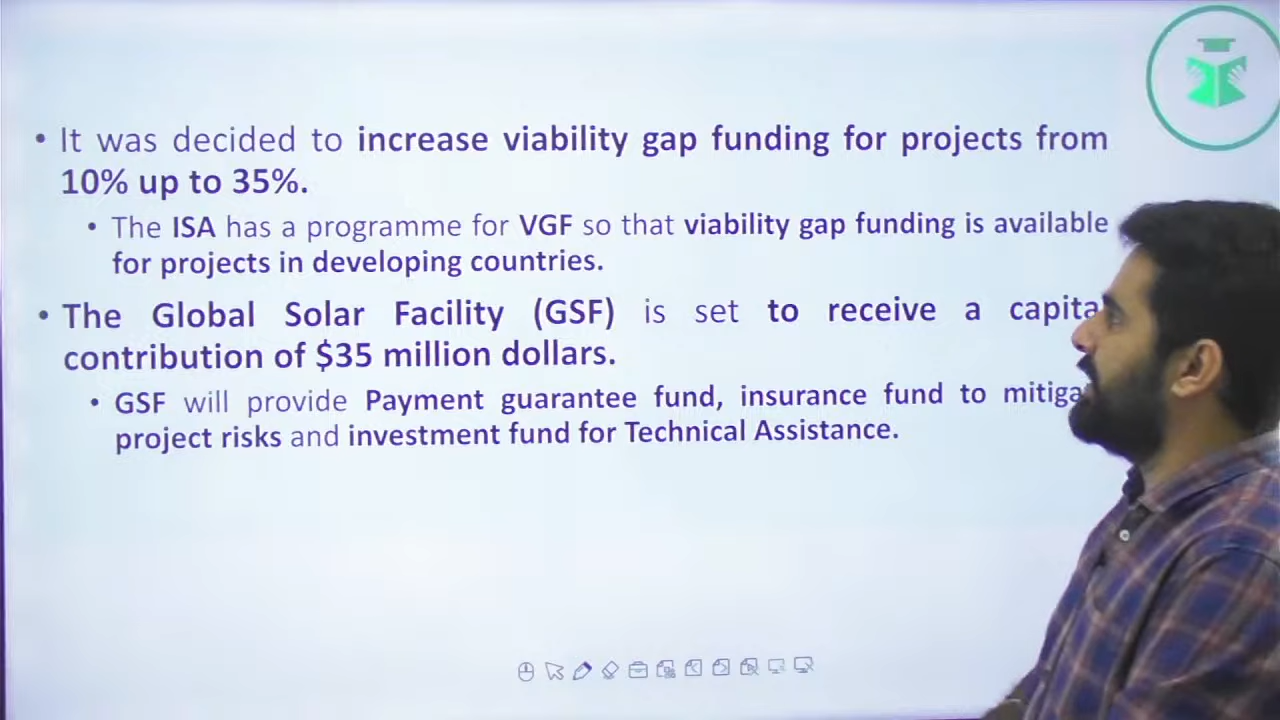 • It was decided to increase viability gap funding for projects from
10% up to 35%.
• The ISA has a programme for VGF so that viability gap funding is available
for projects in developing countries.
• The Global Solar Facility (GSF) is set to receive a
contribution of $35 million dollars.
• GSF will provide Payment guarantee fund, insurance fund to
project risks and investment fund for Technical Assistance.